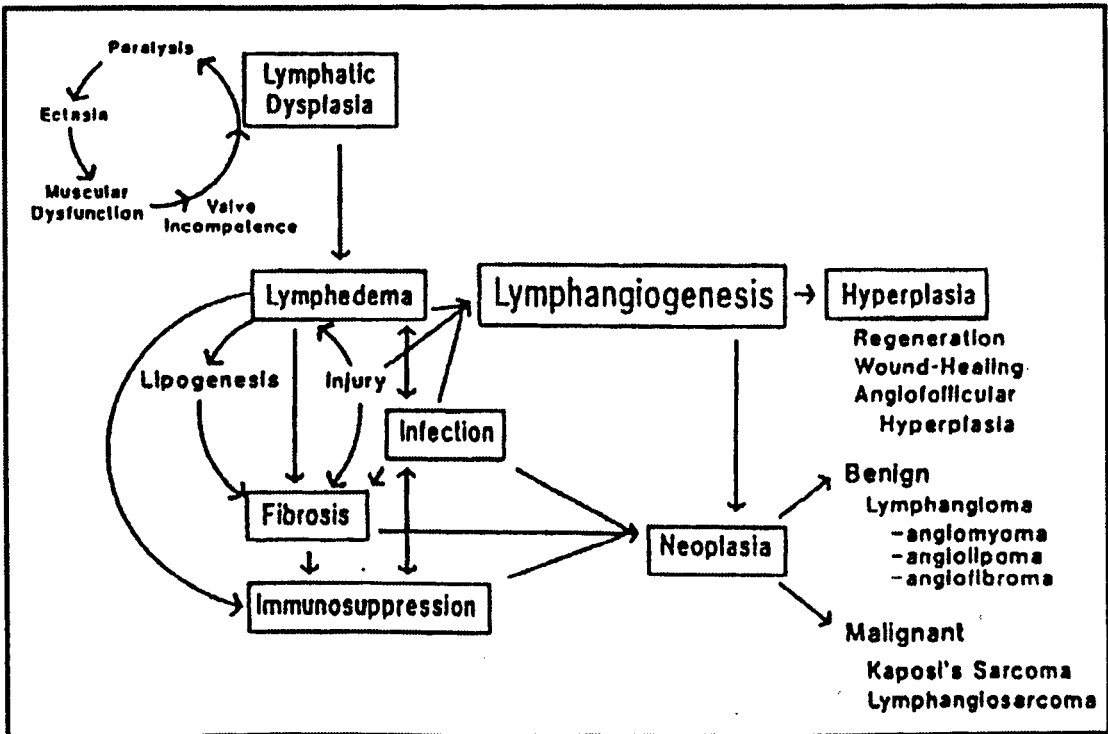 Paralysis
Ectasia
Muscular
Dysfunction
Valve
Incompetence
Lymphatic
Dysplasia
Lymphedema
Lymphangiogenesis
Hyperplasia
Regeneration
Wound-Healing
Angiofollicular
Hyperplasia
Lipogenesis
Injury
Infection
Fibrosis
Immunosuppression
Neoplasia
Benign
Lymphangioma
-angiomyoma
-angiolipoma
-angiofibroma
Malignant
Kaposi's Sarcoma
Lymphangiosarcoma